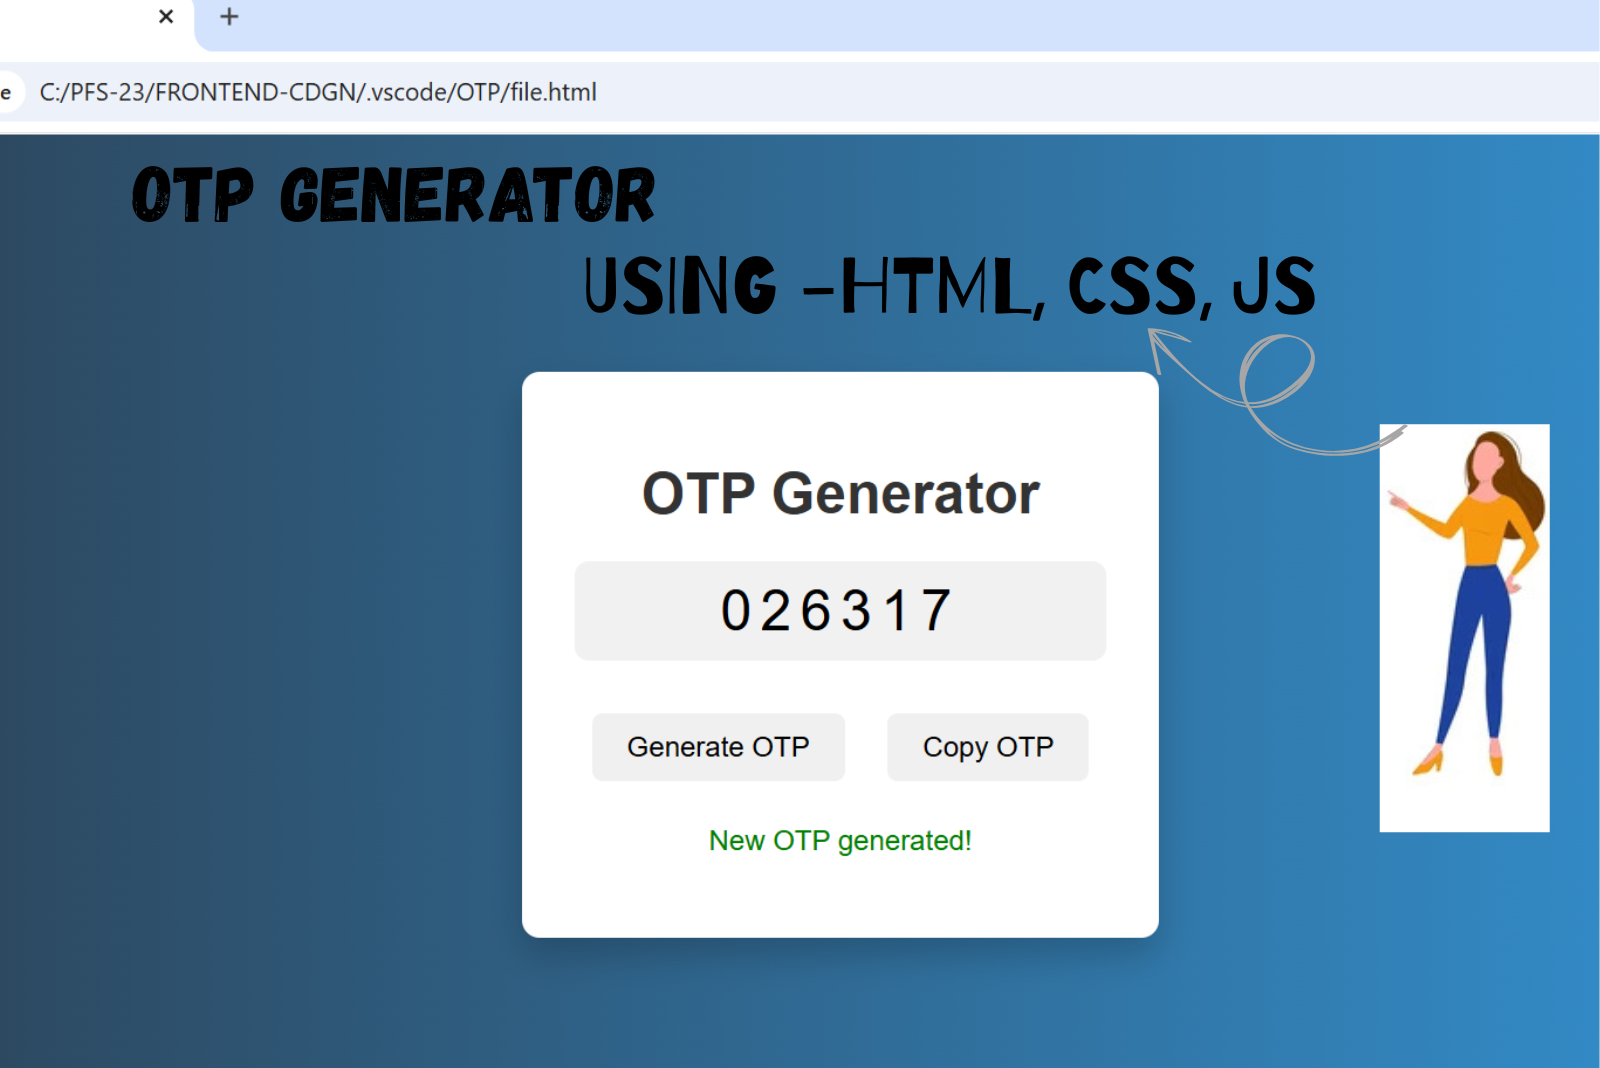 e C:/PFS-23/FRONTEND-CDGN/.vscode/OTP/file.html
OTP GENERATOR
USING -HTML, CSS, JS
OTP Generator
026317
Generate OTP Copy OTP
New OTP generated!